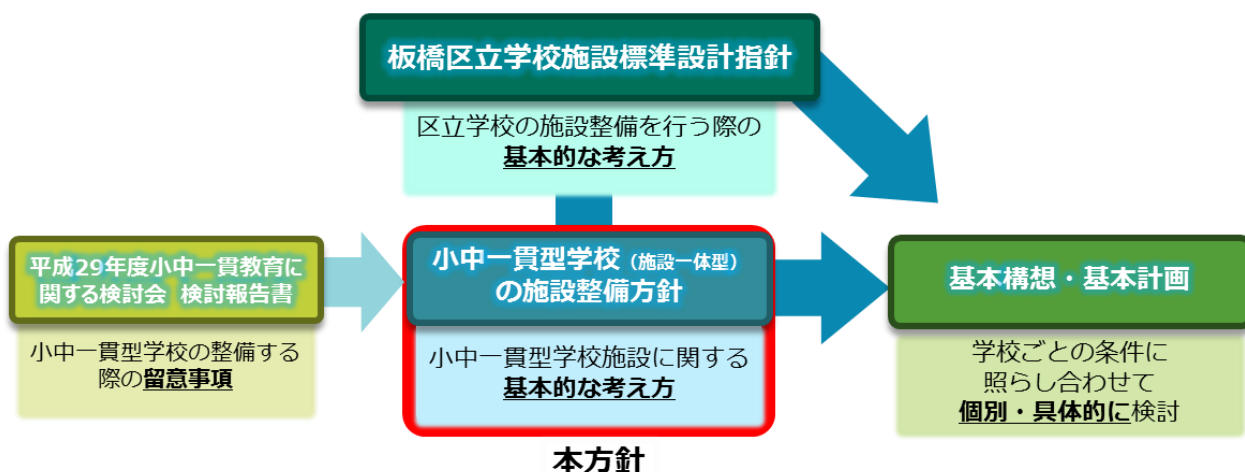 板橋区立学校施設標準設計指針
区立学校の施設整備を行う際の
基本的な考え方
平成29年度小中一貫教育に
関する検討会 検討報告書
小中一貫型学校の整備する
際の留意事項
小中一貫型学校（施設一体型）
の施設整備方針
小中一貫型学校施設に関する
基本的な考え方
本方針
基本構想・基本計画
学校ごとの条件に
照らし合わせて
個別・具体的に検討